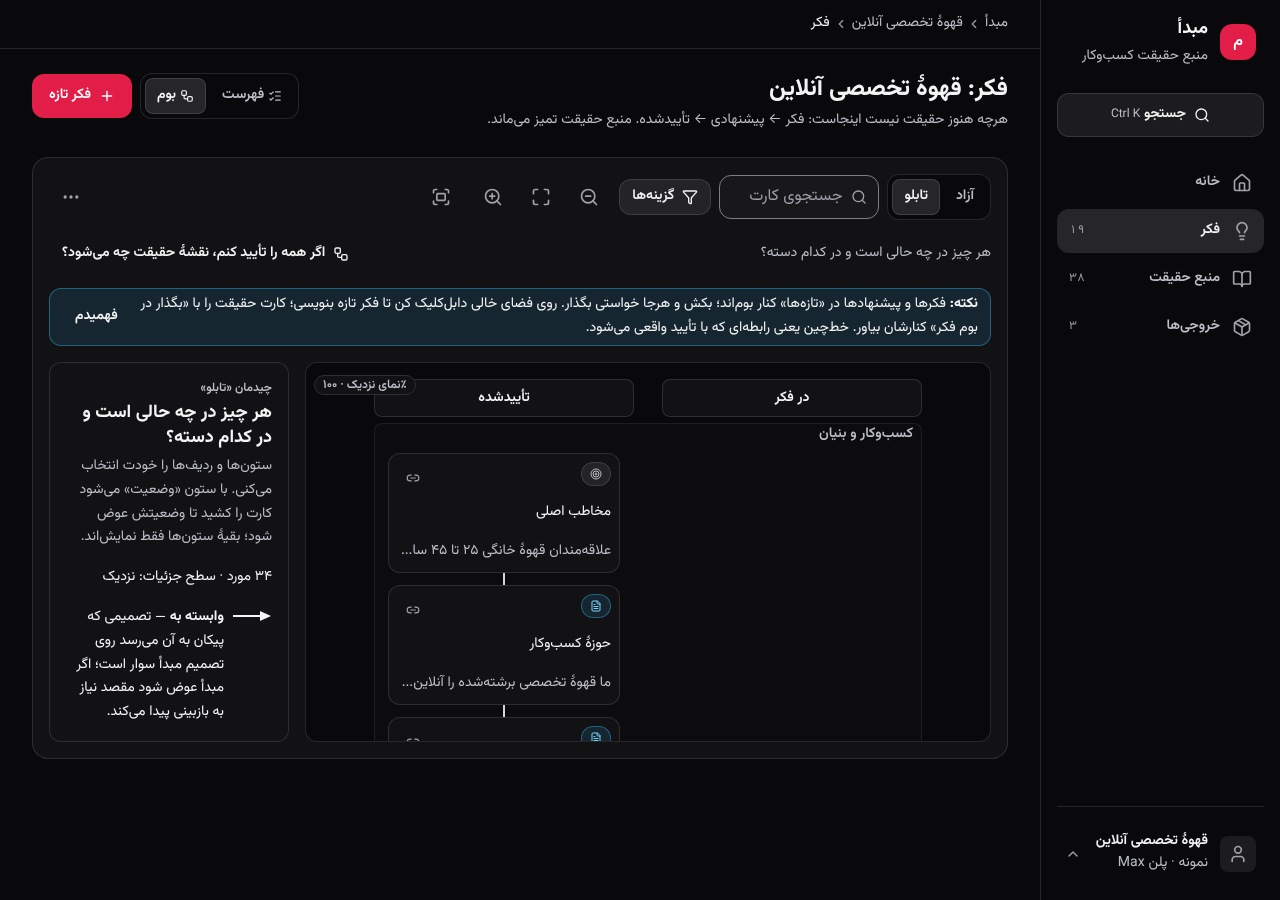 مبدأ
منبع حقیقت کسب‌وکار
جستجو Ctrl K
خانه
فکر ۱۹
منبع حقیقت ۳۸
خروجی‌ها ۳
قهوهٔ تخصصی آنلاین
نمونه · پلن Max
مبدأ › قهوهٔ تخصصی آنلاین › فکر
فکر: قهوهٔ تخصصی آنلاین
هرچه هنوز حقیقت نیست اینجاست: فکر ← پیشنهادی ← تأییدشده. منبع حقیقت تمیز می‌ماند.
فهرست
بوم
فکر تازه
آزاد
تابلو
جستجوی کارت
گزینه‌ها
هر چیز در چه حالی است و در کدام دسته؟
اگر همه را تأیید کنم، نقشهٔ حقیقت چه می‌شود؟
نکته: فکرها و پیشنهادها در «تازه‌ها» کنار بوم‌اند؛ بکش و هرجا خواستی بگذار. روی فضای خالی دابل‌کلیک کن تا فکر تازه بنویسی؛ کارت حقیقت را با «بگذار در
بوم فکر» کنارشان بیاور. خط‌چین یعنی رابطه‌ای که با تأیید واقعی می‌شود.
فهمیدم
در فکر
تأییدشده
٪نمای نزدیک · ۱۰۰
کسب‌وکار و بنیان
مخاطب اصلی
علاقه‌مندان قهوهٔ خانگی ۲۵ تا ۴۵ سا...
حوزهٔ کسب‌وکار
ما قهوهٔ تخصصی برشته‌شده را آنلاین...
چیدمان «تابلو»
هر چیز در چه حالی است و
در کدام دسته؟
ستون‌ها و ردیف‌ها را خودت انتخاب
می‌کنی. با ستون «وضعیت» می‌شود
کارت را کشید تا وضعیتش عوض
شود؛ بقیهٔ ستون‌ها فقط نمایش‌اند.
۳۴ مورد · سطح جزئیات: نزدیک
وابسته به — تصمیمی که
پیکان به آن می‌رسد روی
تصمیم مبدأ سوار است؛ اگر
مبدأ عوض شود مقصد نیاز
به بازبینی پیدا می‌کند.